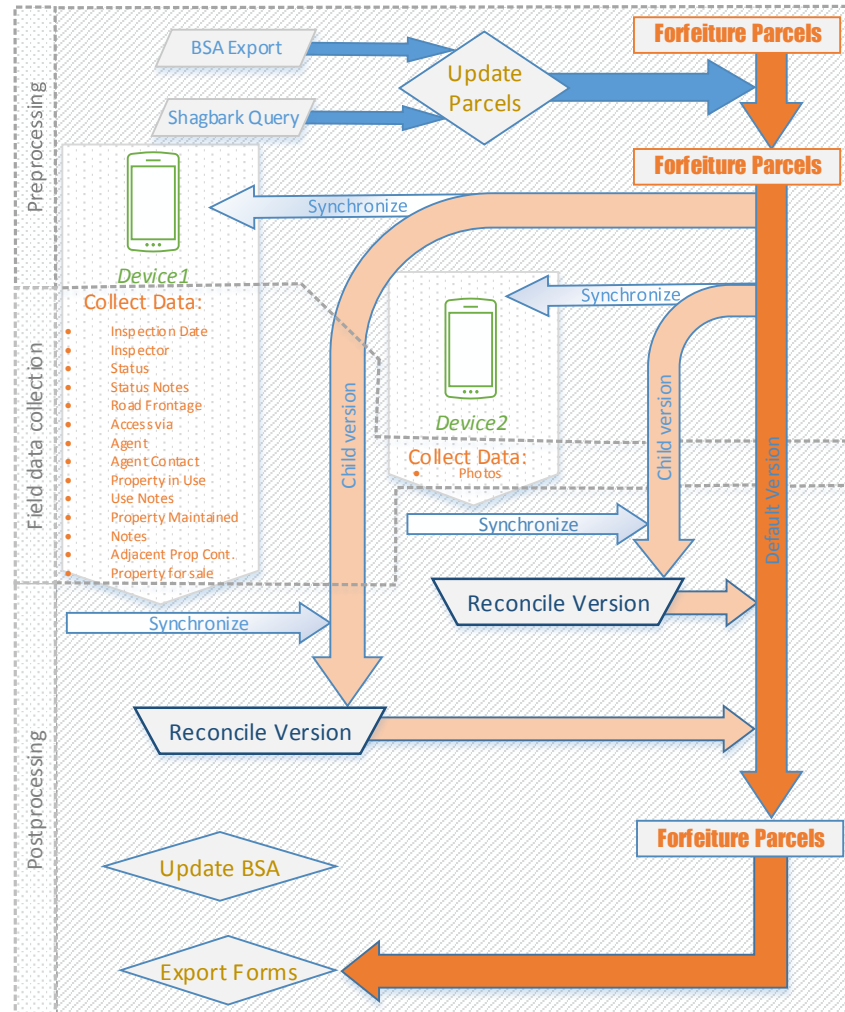 Preprocessing
BSA Export
Shagbark Query
Update
Parcels
Forfeiture Parcels
Forfeiture Parcels
Synchronize
Device1
Synchronize
Device2
Field data collection
Collect Data:
• Inspection Date
• Inspector
• Status
• Status Notes
• Road Frontage
• Access via
• Agent
• Agent Contact
• Property in Use
• Use Notes
• Property Maintained
• Notes
• Adjacent Prop Cont.
• Property for sale
Child version
Collect Data:
• Photos
Child version
Default Version
Synchronize
Reconcile Version
Synchronize
Reconcile Version
Postprocessing
Forfeiture Parcels
Update BSA
Export Forms